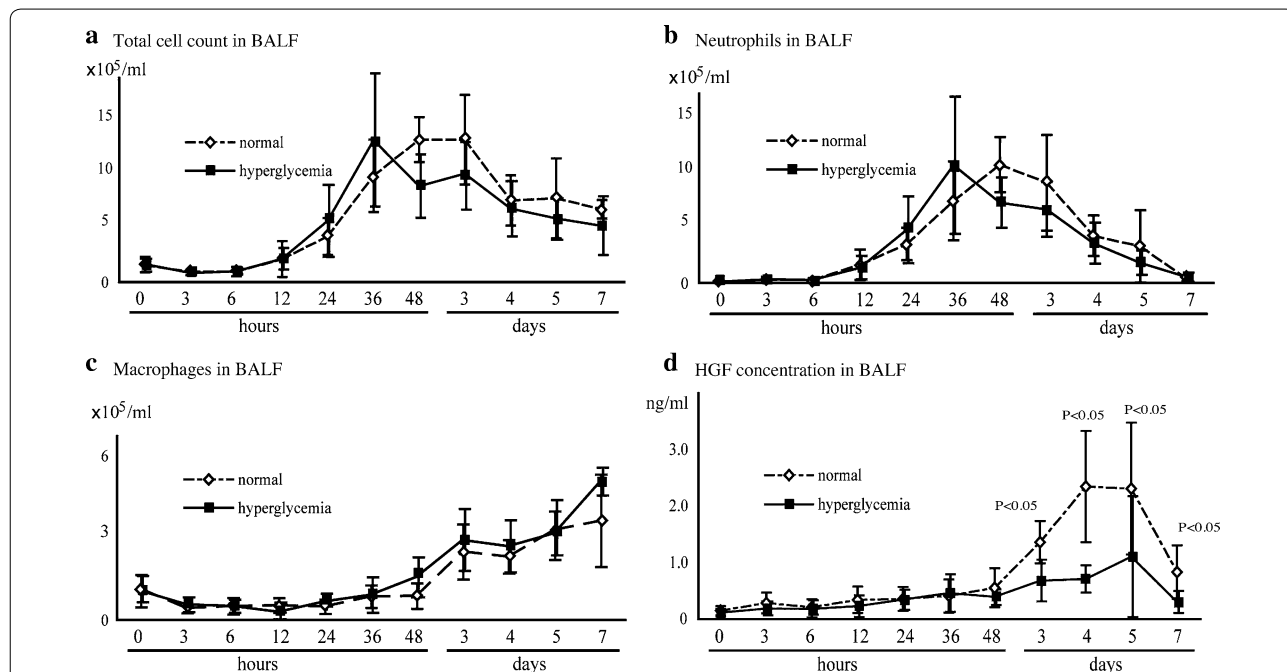 a Total cell count in BALF
×10⁵/ml
15
10
5
0
normal
hyperglycemia
0 3 6 12 24 36 48 3 4 5 7
hours days
b Neutrophils in BALF
×10⁵/ml
15
10
5
0
normal
hyperglycemia
0 3 6 12 24 36 48 3 4 5 7
hours days
c Macrophages in BALF
×10⁵/ml
6
3
0
normal
hyperglycemia
0 3 6 12 24 36 48 3 4 5 7
hours days
d HGF concentration in BALF
ng/ml
3.0
2.0
1.0
0
normal
hyperglycemia
P<0.05
P<0.05
P<0.05
P<0.05
0 3 6 12 24 36 48 3 4 5 7
hours days